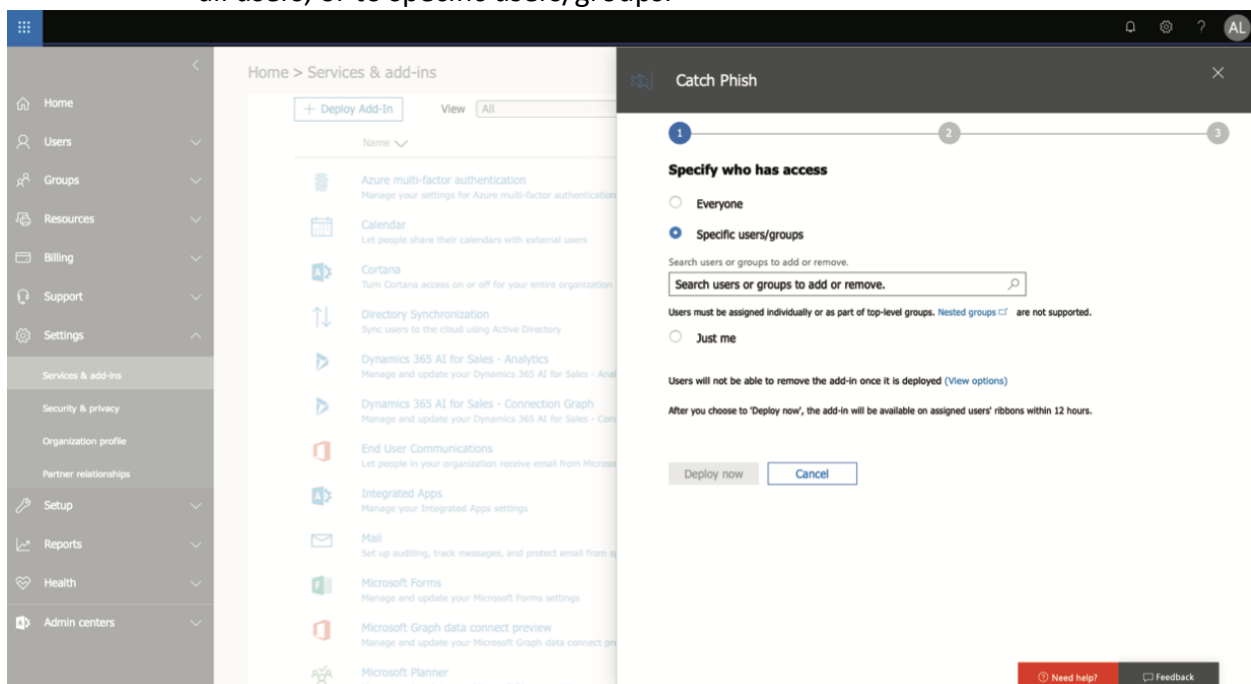 all users, or to specific users/groups.
?
AL
Home > Services & add-ins
Catch Phish
Home
Users
Groups
Resources
Billing
Support
Settings
Services & add-ins
Security & privacy
Organization profile
Partner relationships
Setup
Reports
Health
Admin centers
+ Deploy Add-In
View
All
Name
Azure multi-factor authentication
Manage your settings for Azure multi-factor authentication
Calendar
Let people share their calendars with external users
Cortana
Turn Cortana access on or off for your entire organization
Directory Synchronization
Sync users to the cloud using Active Directory
Dynamics 365 AI for Sales - Analytics
Manage and update your Dynamics 365 AI for Sales -
Dynamics 365 AI for Sales - Connection Graph
Manage and update your Dynamics 365 AI for Sales -
End User Communications
Let people in your organization receive email from
Integrated Apps
Manage your Integrated Apps settings
Mail
Set up auditing, track messages, and protect email from
Microsoft Forms
Manage and update your Microsoft Forms settings
Microsoft Graph data connect preview
Manage and update your Microsoft Graph data connect
Microsoft Planner
1
2
3
Specify who has access
Everyone
Specific users/groups
Search users or groups to add or remove.
Search users or groups to add or remove.
Users must be assigned individually or as part of top-level groups. Nested groups are not supported.
Just me
Users will not be able to remove the add-in once it is deployed (View options)
After you choose to 'Deploy now', the add-in will be available on assigned users' ribbons within 12 hours.
Deploy now
Cancel
Need help?
Feedback